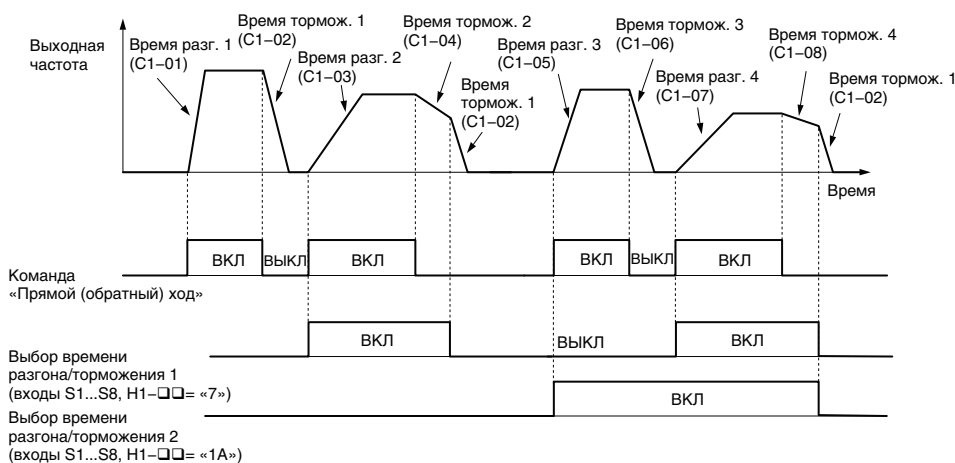 Выходная
частота
Время разг. 1
(C1–01)
Время тормож. 1
(C1–02)
Время разг. 2
(C1–03)
Время тормож. 2
(C1–04)
Время
тормож. 1
(C1–02)
Время разг. 3
(C1–05)
Время тормож. 3
(C1–06)
Время разг. 4
(C1–07)
Время тормож. 4
(C1–08)
Время тормож. 1
(C1–02)
Время
ВКЛ
ВЫКЛ
ВКЛ
ВКЛ
ВЫКЛ
ВКЛ
Команда
«Прямой (обратный) ход»
ВКЛ
ВЫКЛ
ВКЛ
Выбор времени
разгона/торможения 1
(входы S1...S8, H1–❑❑= «7»)
ВКЛ
Выбор времени
разгона/торможения 2
(входы S1...S8, H1–❑❑= «1A»)